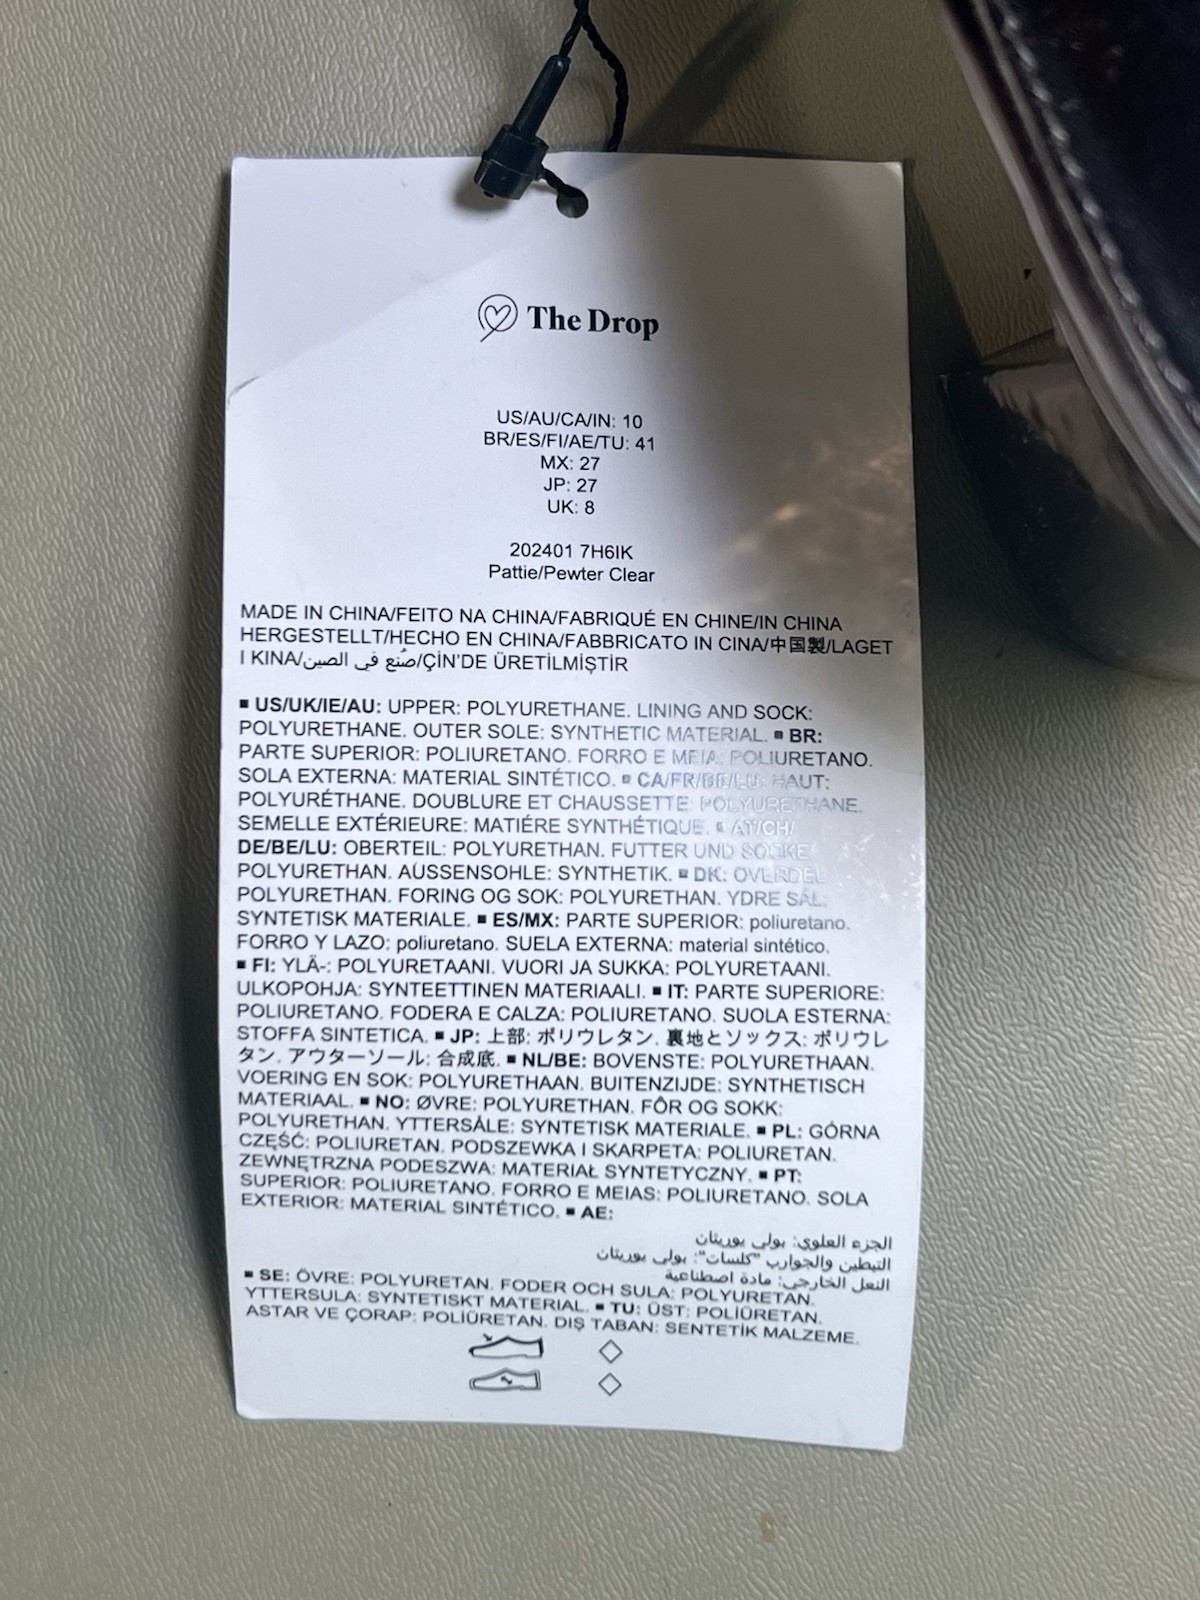 The Drop
US/AU/CA/IN: 10
BR/ES/FI/AE/TU: 41
MX: 27
JP: 27
UK: 8
202401 7H6IK
Pattie/Pewter Clear
MADE IN CHINA/FEITO NA CHINA/FABRIQUÉ EN CHINE/IN CHINA
HERGESTELLT/HECHO EN CHINA/FABBRICATO IN CINA/中国製/LAGET
I KINA/صُنع في الصين/ÇİN'DE ÜRETİLMİŞTİR
▪ US/UK/IE/AU: UPPER: POLYURETHANE. LINING AND SOCK:
POLYURETHANE. OUTER SOLE: SYNTHETIC MATERIAL. ▪ BR:
PARTE SUPERIOR: POLIURETANO. FORRO E MEIA: POLIURETANO.
SOLA EXTERNA: MATERIAL SINTÉTICO. ▪ CA/FR/BE/LU: HAUT:
POLYURÉTHANE. DOUBLURE ET CHAUSSETTE: POLYURÉTHANE.
SEMELLE EXTÉRIEURE: MATIÉRE SYNTHÉTIQUE. ▪ AT/CH/
DE/BE/LU: OBERTEIL: POLYURETHAN. FUTTER UND SOCKE
POLYURETHAN. AUSSENSOHLE: SYNTHETIK. ▪ DK: OVERDEL
POLYURETHAN. FORING OG SOK: POLYURETHAN. YDRE SÅL:
SYNTETISK MATERIALE. ▪ ES/MX: PARTE SUPERIOR: poliuretano.
FORRO Y LAZO: poliuretano. SUELA EXTERNA: material sintético.
▪ FI: YLÄ-: POLYURETAANI. VUORI JA SUKKA: POLYURETAANI.
ULKOPOHJA: SYNTEETTINEN MATERIAALI. ▪ IT: PARTE SUPERIORE:
POLIURETANO. FODERA E CALZA: POLIURETANO. SUOLA ESTERNA:
STOFFA SINTETICA. ▪ JP: 上部: ポリウレタン. 裏地とソックス: ポリウレ
タン. アウターソール: 合成底. ▪ NL/BE: BOVENSTE: POLYURETHAAN.
VOERING EN SOK: POLYURETHAAN. BUITENZIJDE: SYNTHETISCH
MATERIAAL. ▪ NO: ØVRE: POLYURETHAN. FÔR OG SOKK:
POLYURETHAN. YTTERSÅLE: SYNTETISK MATERIALE. ▪ PL: GÓRNA
CZĘŚĆ: POLIURETAN. PODSZEWKA I SKARPETA: POLIURETAN.
ZEWNĘTRZNA PODESZWA: MATERIAŁ SYNTETYCZNY. ▪ PT:
SUPERIOR: POLIURETANO. FORRO E MEIAS: POLIURETANO. SOLA
EXTERIOR: MATERIAL SINTÉTICO. ▪ AE:
الجزء العلوي: بولي يوريثان
التبطين والجوارب "كلسات": بولي يوريثان
النعل الخارجي: مادة اصطناعية
▪ SE: ÖVRE: POLYURETAN. FODER OCH SULA: POLYURETAN.
YTTERSULA: SYNTETISKT MATERIAL. ▪ TU: ÜST: POLİÜRETAN.
ASTAR VE ÇORAP: POLİÜRETAN. DIŞ TABAN: SENTETİK MALZEME.